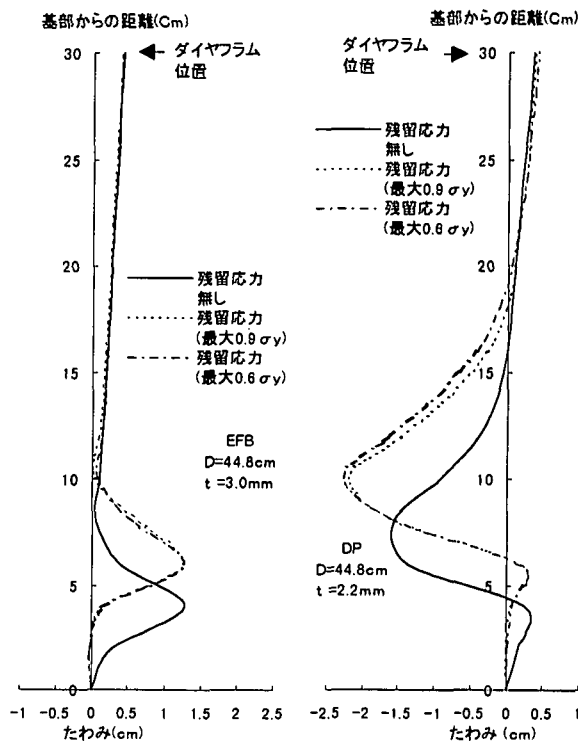 基部からの距離(Cm)
30
ダイヤフラム
位置
25
20
残留応力
無し
残留応力
(最大0.9σy)
残留応力
(最大0.6σy)
15
EFB
D=44.8cm
t=3.0mm
10
5
0
-1 -0.5 0 0.5 1 1.5 2 2.5
たわみ(cm)
基部からの距離(Cm)
30
ダイヤフラム
位置
残留応力
無し
残留応力
(最大0.9σy)
残留応力
(最大0.6σy)
25
20
15
10
DP
D=44.8cm
t=2.2mm
5
0
-2.5 -2 -1.5 -1 -0.5 0 0.5 1
たわみ(cm)